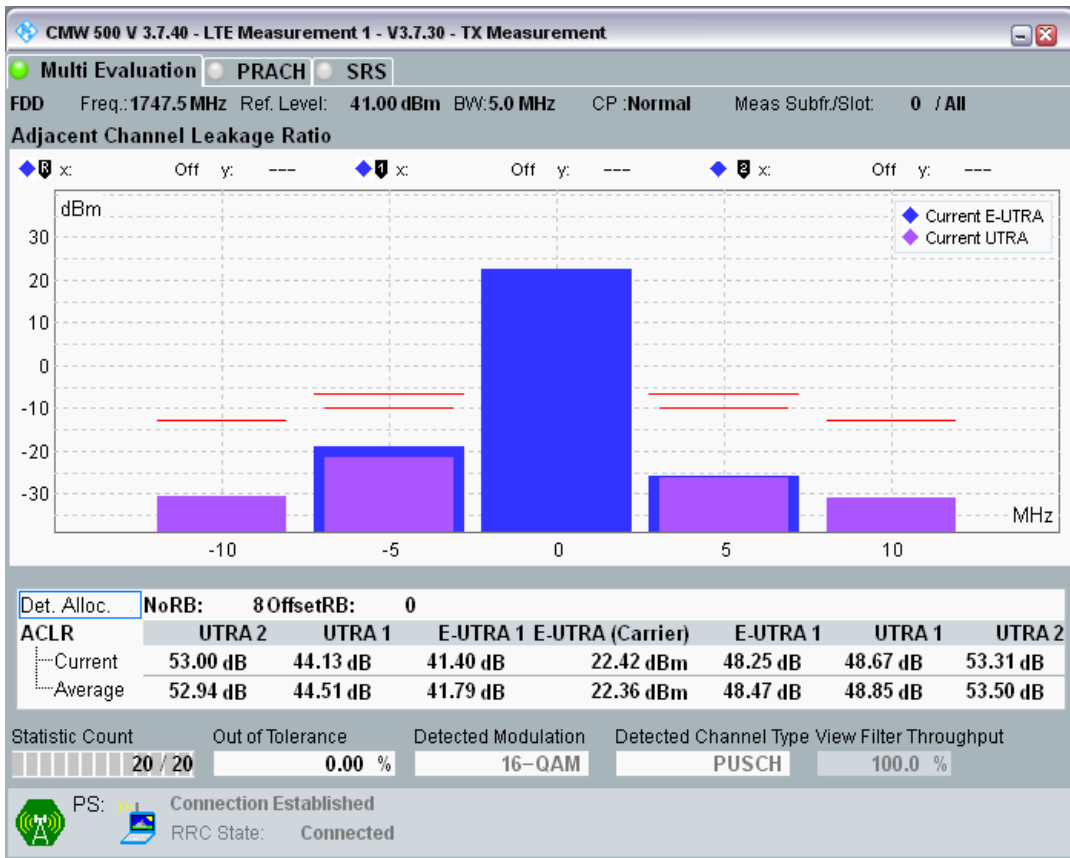 CMW 500 V 3.7.40 - LTE Measurement 1 - V3.7.30 - TX Measurement
Multi Evaluation PRACH SRS
FDD Freq.:1747.5 MHz Ref. Level: 41.00 dBm BW:5.0 MHz CP :Normal Meas Subfr./Slot: 0 / All
Adjacent Channel Leakage Ratio
R x: Off y: --- 1 x: Off y: --- 2 x: Off y: ---
dBm
Current E-UTRA
Current UTRA
30
20
10
0
-10
-20
-30
MHz
-10 -5 0 5 10
Det. Alloc. NoRB: 8 OffsetRB: 0
ACLR UTRA 2 UTRA 1 E-UTRA 1 E-UTRA (Carrier) E-UTRA 1 UTRA 1 UTRA 2
Current 53.00 dB 44.13 dB 41.40 dB 22.42 dBm 48.25 dB 48.67 dB 53.31 dB
Average 52.94 dB 44.51 dB 41.79 dB 22.36 dBm 48.47 dB 48.85 dB 53.50 dB
Statistic Count Out of Tolerance Detected Modulation Detected Channel Type View Filter Throughput
20 / 20 0.00 % 16-QAM PUSCH 100.0 %
PS: Connection Established
RRC State: Connected